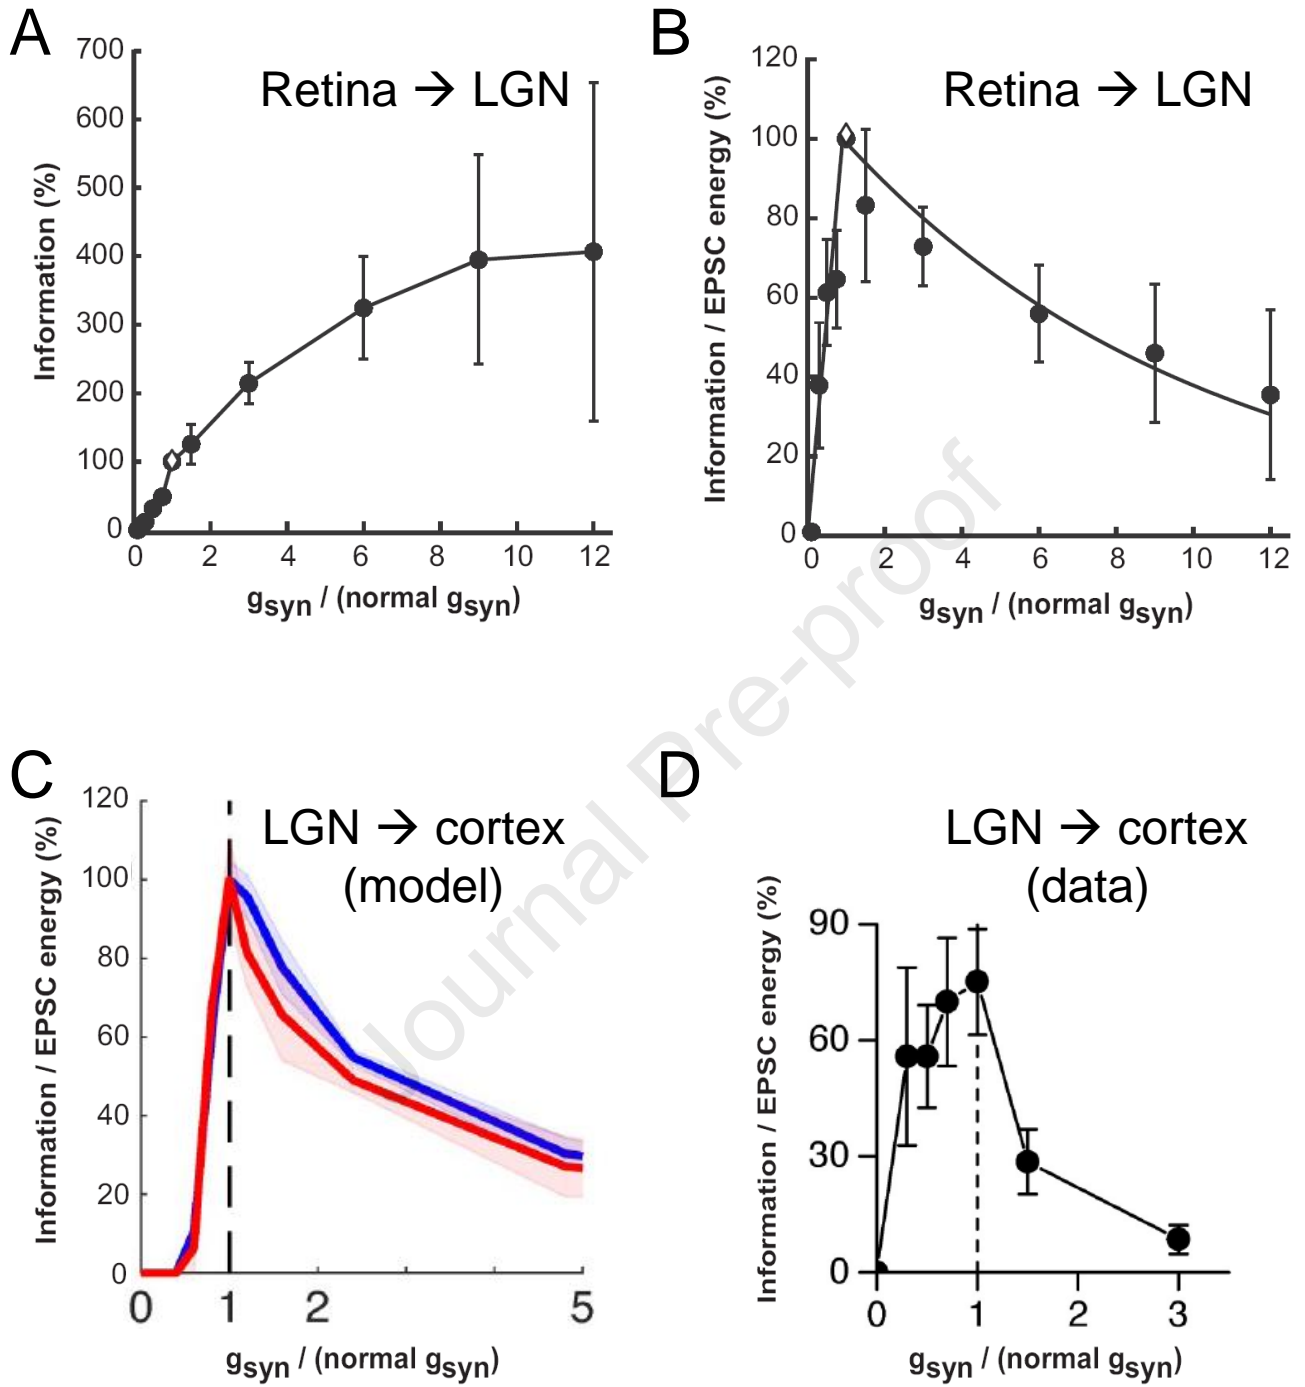 A
Retina → LGN
Information (%)
700
600
500
400
300
200
100
0
0 2 4 6 8 10 12
gsyn / (normal gsyn)
B
Retina → LGN
Information / EPSC energy (%)
120
100
80
60
40
20
0
0 2 4 6 8 10 12
gsyn / (normal gsyn)
C
LGN → cortex
(model)
Information / EPSC energy (%)
120
100
80
60
40
20
0
0 1 2 5
gsyn / (normal gsyn)
D
LGN → cortex
(data)
Information / EPSC energy (%)
90
60
30
0
0 1 2 3
gsyn / (normal gsyn)
Journal Pre-proof